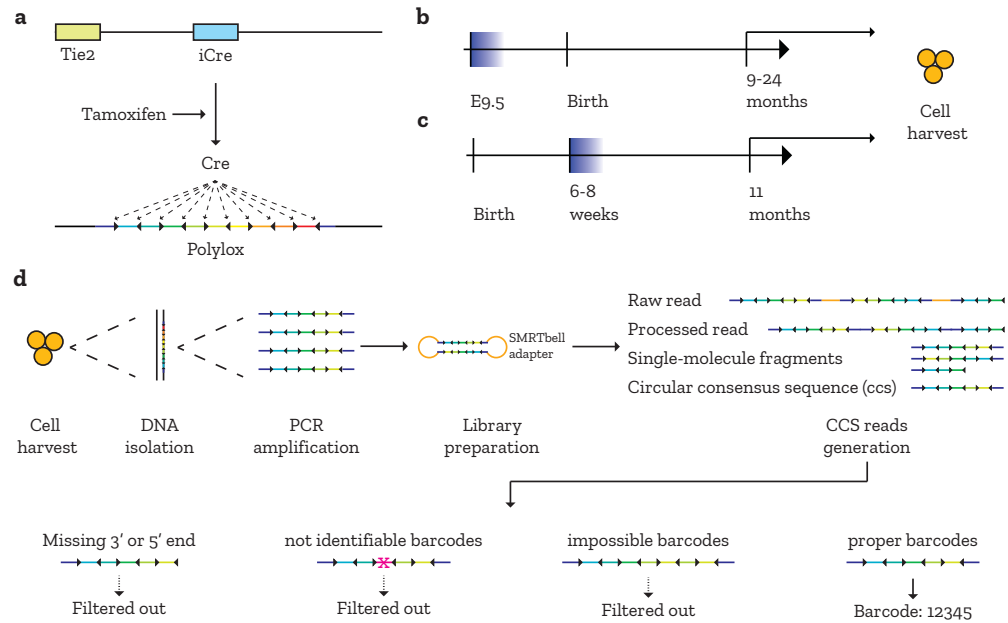 a
Tie2
iCre
Tamoxifen
Cre
Polylox
b
E9.5
Birth
9-24
months
Cell
harvest
c
Birth
6-8
weeks
11
months
d
Cell
harvest
DNA
isolation
PCR
amplification
SMRTbell
adapter
Library
preparation
Raw read
Processed read
Single-molecule fragments
Circular consensus sequence (ccs)
CCS reads
generation
Missing 3' or 5' end
Filtered out
not identifiable barcodes
X
Filtered out
impossible barcodes
Filtered out
proper barcodes
Barcode: 12345